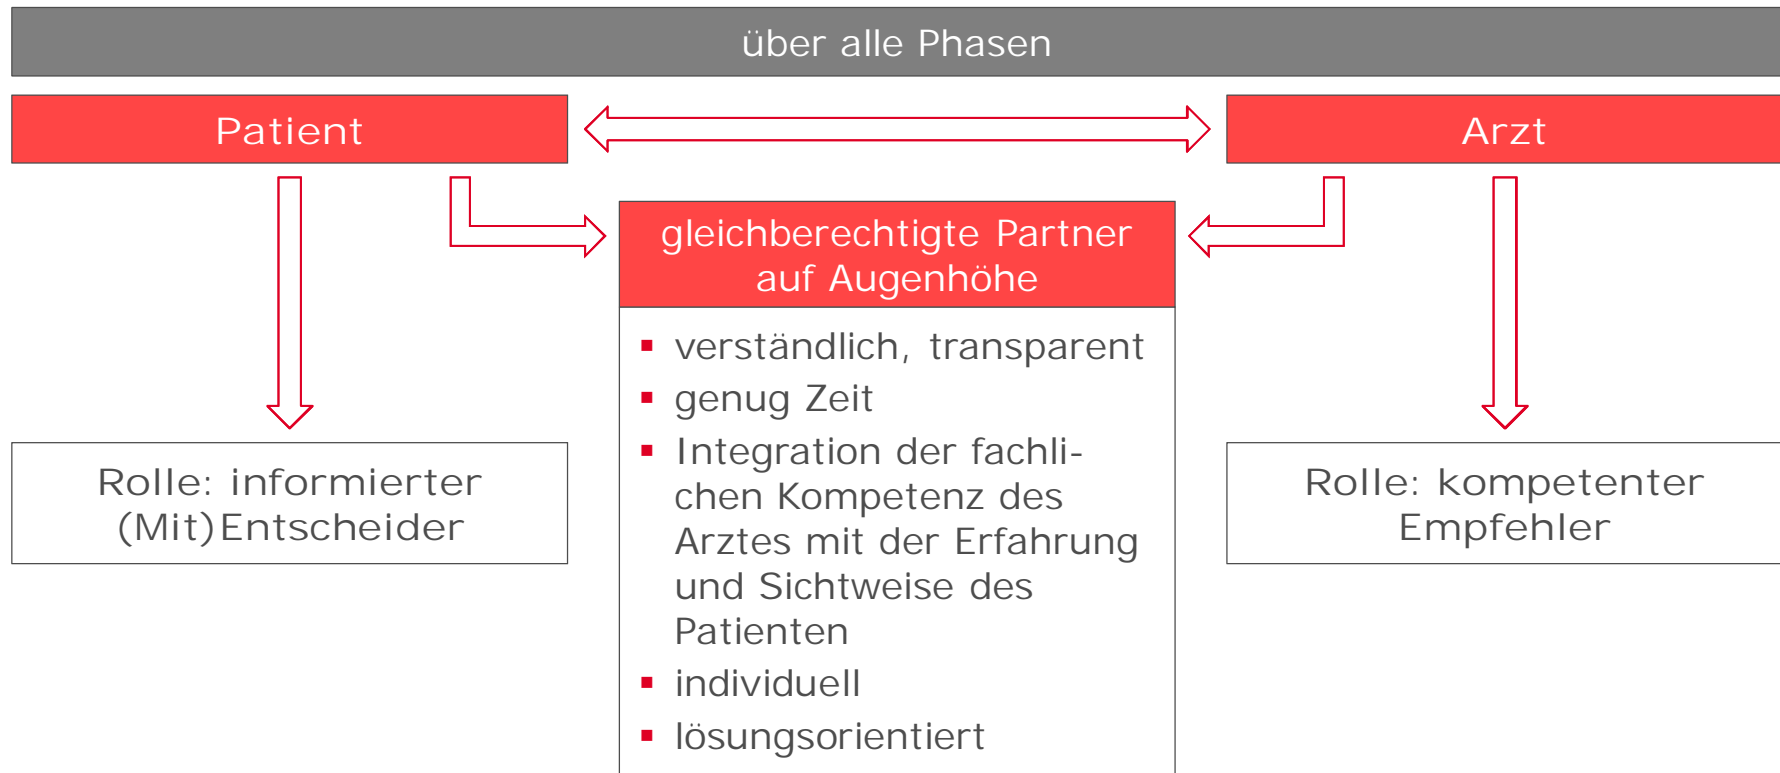 über alle Phasen
Patient
Arzt
gleichberechtigte Partner
auf Augenhöhe
▪ verständlich, transparent
▪ genug Zeit
▪ Integration der fachli-
chen Kompetenz des
Arztes mit der Erfahrung
und Sichtweise des
Patienten
▪ individuell
▪ lösungsorientiert
Rolle: informierter
(Mit)Entscheider
Rolle: kompetenter
Empfehler